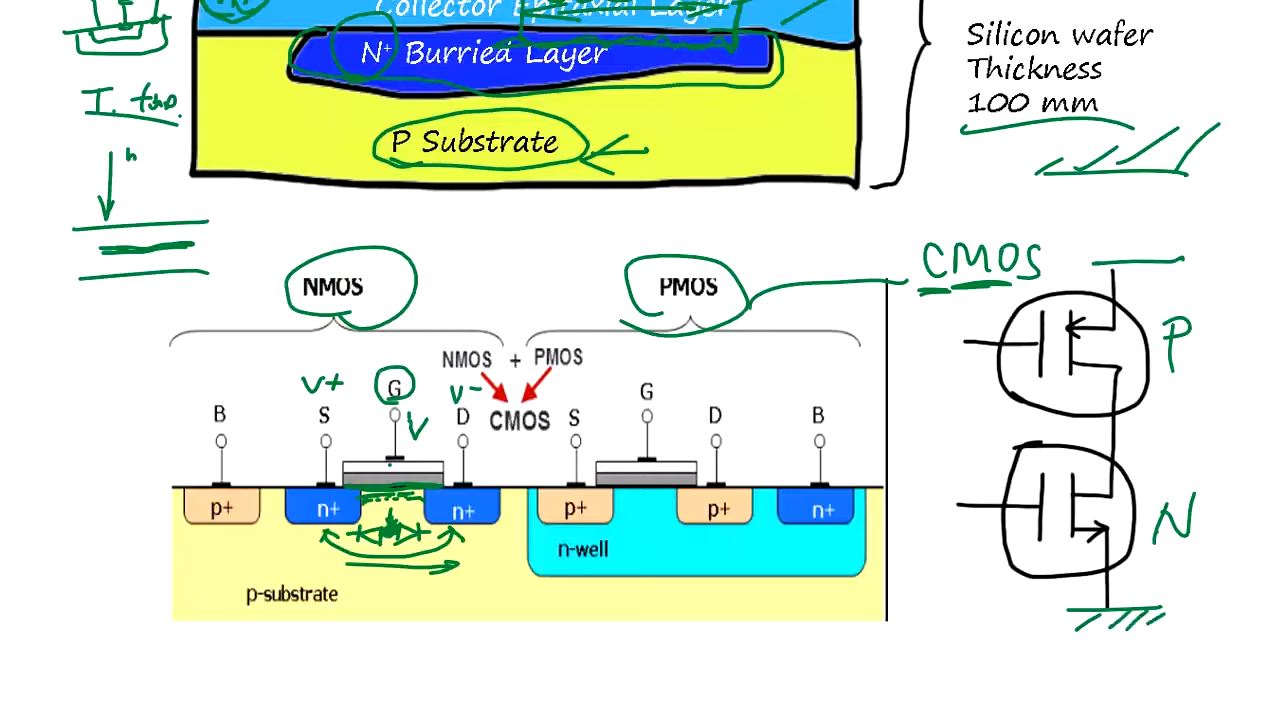 Collector Epitaxial Layer
N+ Burried Layer
P Substrate
Silicon wafer
Thickness
100 mm
I.
h
NMOS
PMOS
CMOS
NMOS + PMOS
CMOS
V+
V-
V
B
S
G
D
S
G
D
B
p+
n+
n+
p+
p+
n+
n-well
p-substrate
P
N